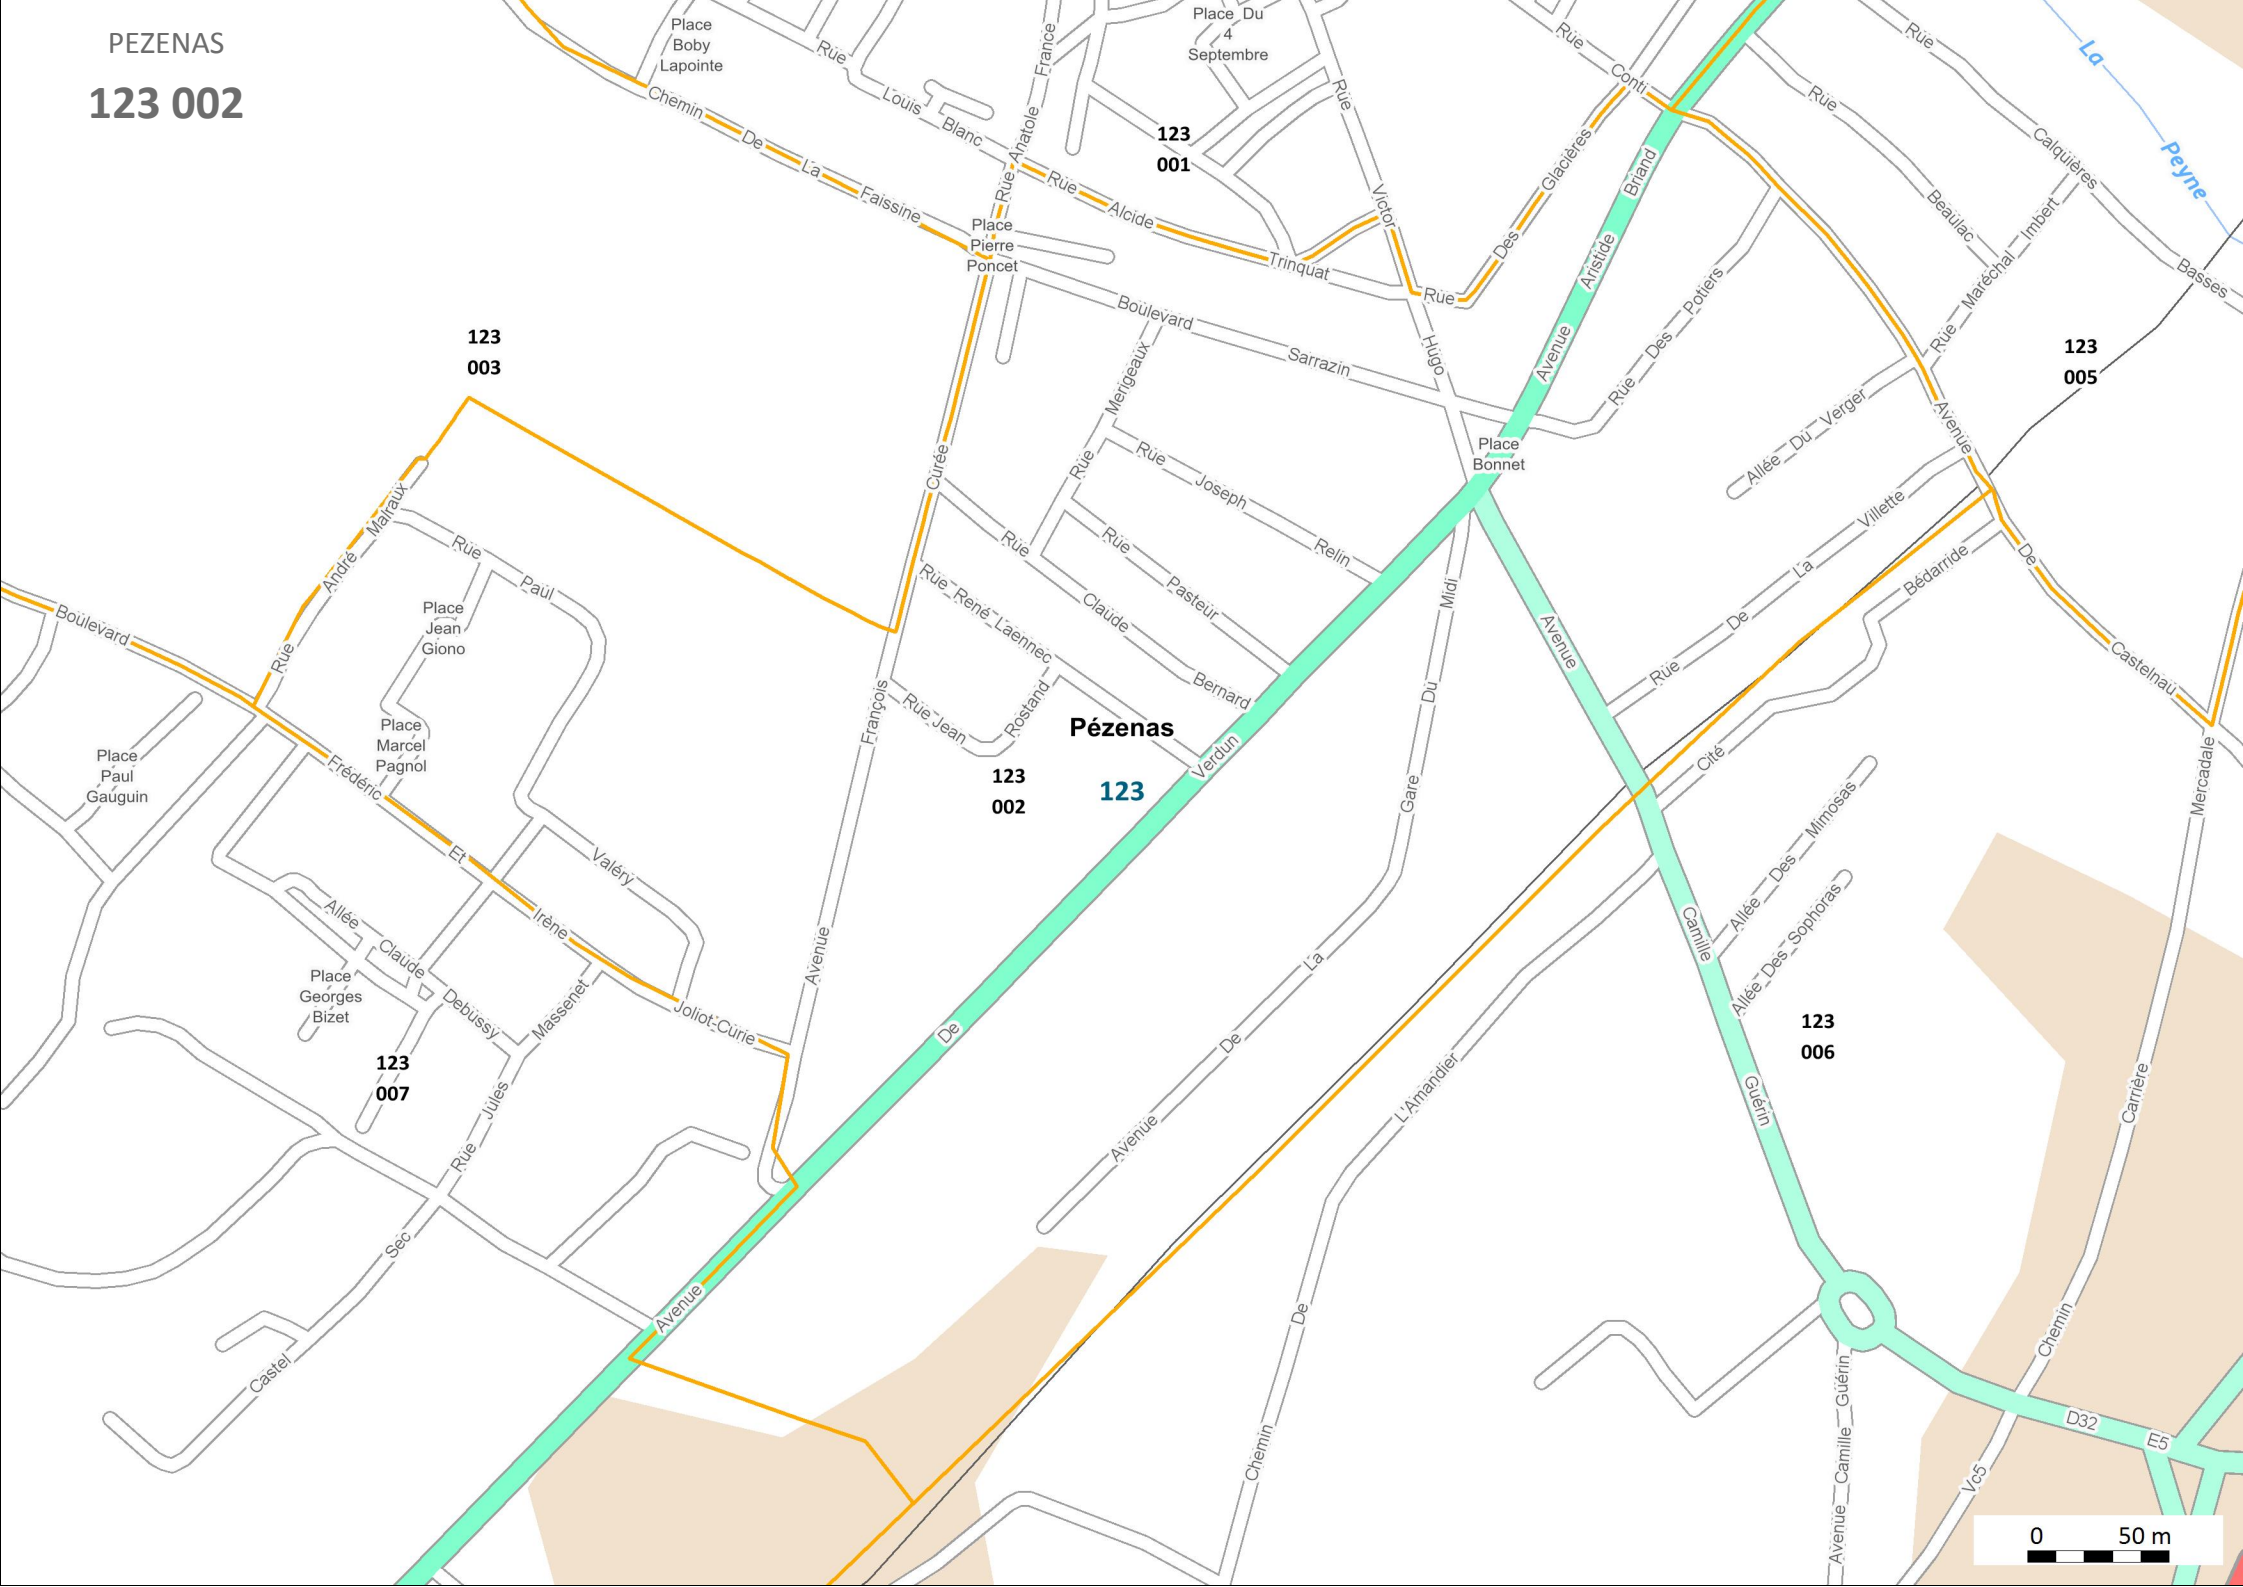 PEZENAS
123 002
Place
Boby
Lapointe
Place Du
4
Septembre
Rue Louis Blanc
Rue Anatole France
Rue Conti
Rue Calquières Basses
La Peyne
Chemin De La Faissine
123
001
Rue Victor Hugo
Rue Des Glacières
Avenue Aristide Briand
Rue Beaulac
Rue Maréchal Imbert
Rue Alcide Trinquat
Place
Pierre
Poncet
Boulevard Sarrazin
Rue Des Potiers
123
003
123
005
Rue Merigeaux
Avenue François Curée
Rue Joseph Relin
Place
Bonnet
Allée Du Verger
Avenue De Castelnau
Rue André Malraux
Rue Paul Valéry
Rue Claude Bernard
Rue Pasteur
Rue De La Villette
Cité Bédarride
Rue René Laennec
Rue Jean Rostand
Place
Jean
Giono
Boulevard Frédéric Et Irène Joliot-Curie
Place
Marcel
Pagnol
Place
Paul
Gauguin
Pézenas
123
123
002
Avenue De Verdun
Avenue De La Gare Du Midi
Avenue Camille Guérin
Allée Des Mimosas
Allée Des Sophoras
Chemin Carrière Mercadale
Allée Claude Debussy
Place
Georges
Bizet
Rue Jules Massenet
123
007
123
006
Chemin De L'Amandier
Castel Sec
Avenue Camille Guérin
D32
E5
Vc5
0 50 m